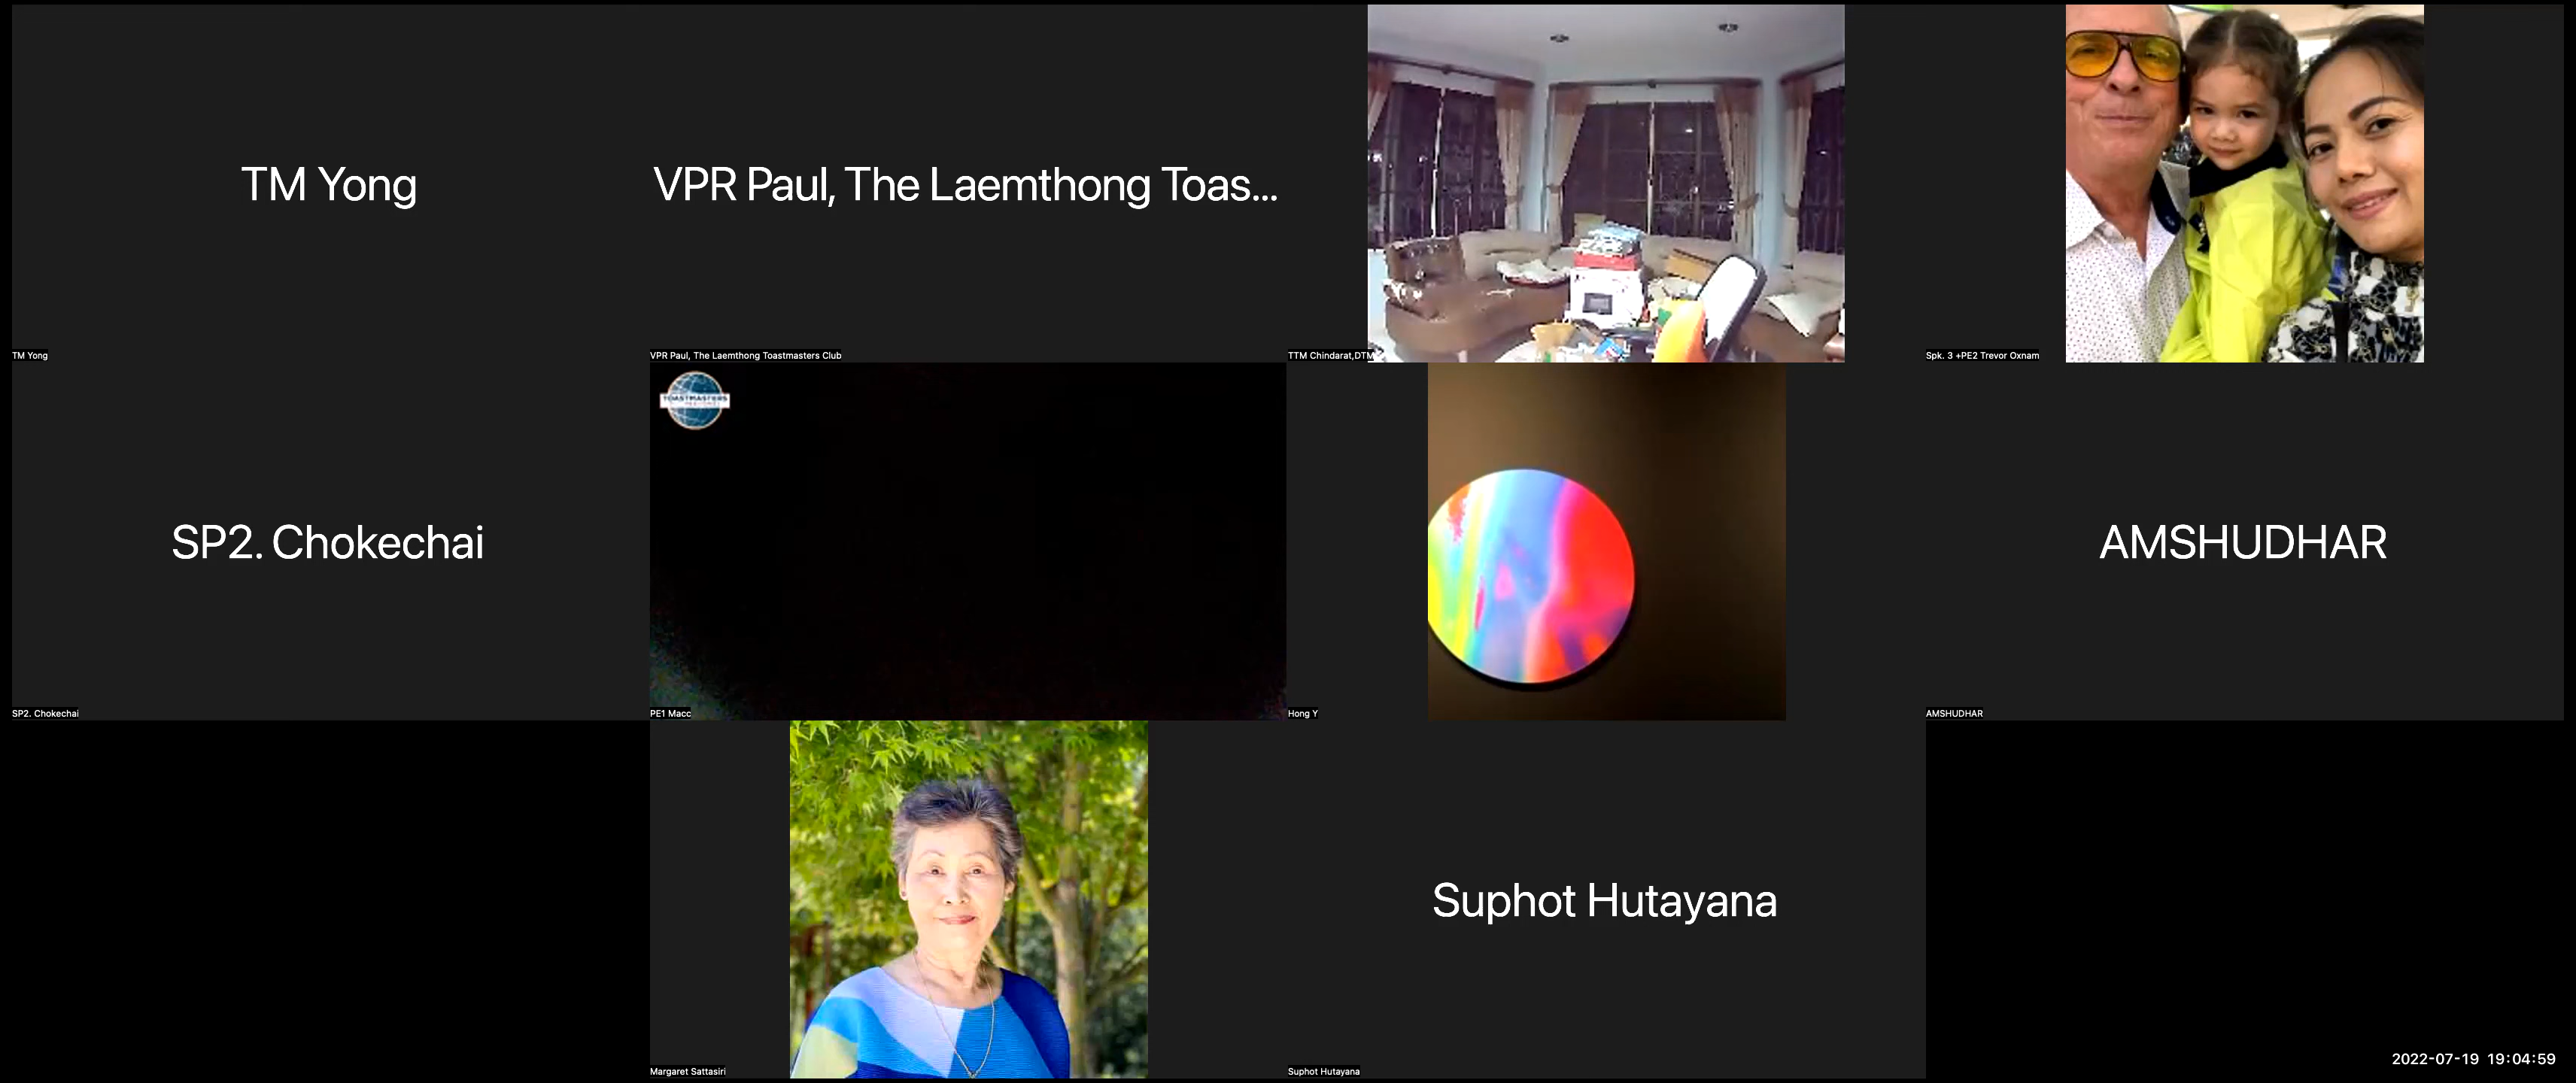 TM Yong
VPR Paul, The Laemthong Toas...
TM Yong
VPR Paul, The Laemthong Toastmasters Club
TTM Chindarat,DTM
Spk. 3 +PE2 Trevor Oxnam
TOASTMASTERS
SP2. Chokechai
AMSHUDHAR
SP2. Chokechai
PE1 Macc
Hong Y
AMSHUDHAR
Suphot Hutayana
Margaret Sattasiri
Suphot Hutayana
2022-07-19 19:04:59